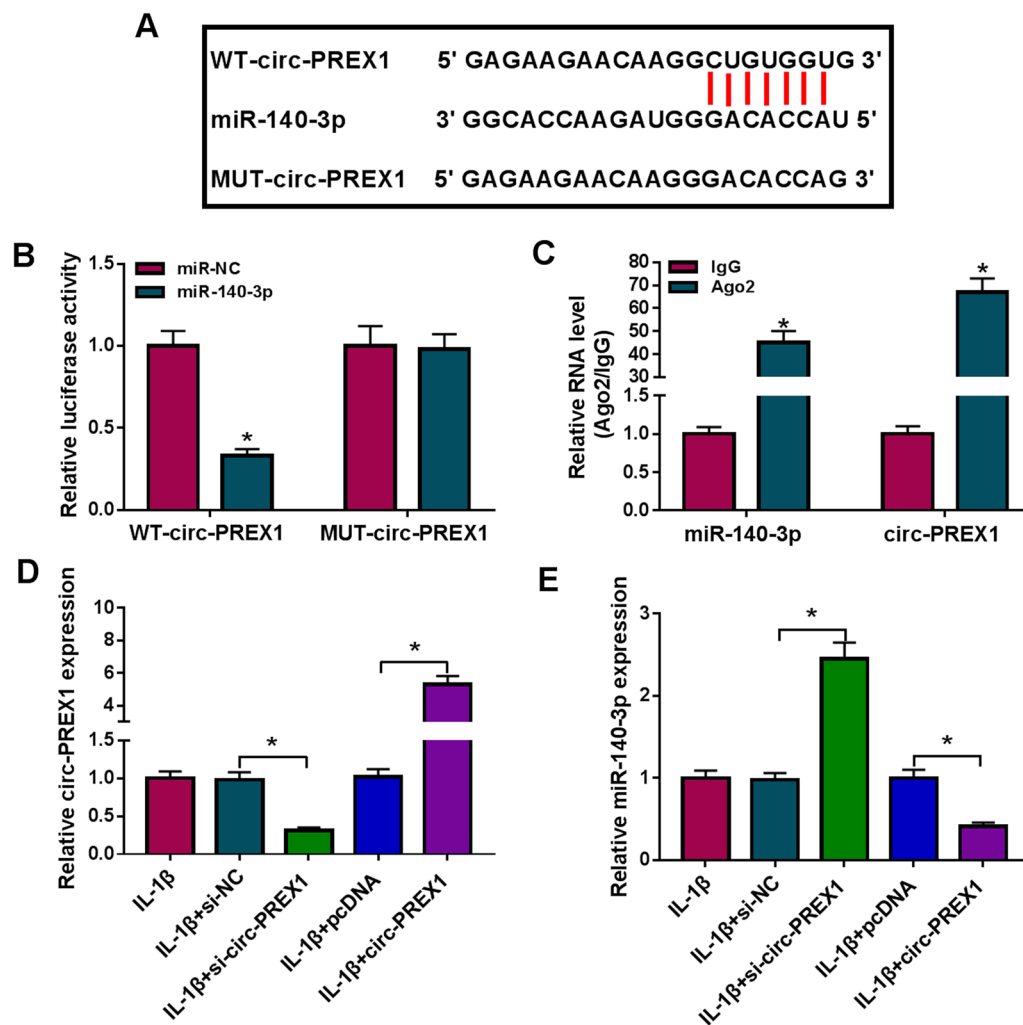 A
WT-circ-PREX1 5' GAGAAGAACAAGGCUGUGGUG 3'
miR-140-3p 3' GGCACCAAGAUGGGACACCAU 5'
MUT-circ-PREX1 5' GAGAAGAACAAGGGACACCAG 3'
B
Relative luciferase activity
1.5
1.0
0.5
0.0
miR-NC
miR-140-3p
*
WT-circ-PREX1 MUT-circ-PREX1
C
Relative RNA level
(Ago2/IgG)
80
70
60
50
40
30
1.5
1.0
0.5
0.0
IgG
Ago2
*
*
miR-140-3p circ-PREX1
D
Relative circ-PREX1 expression
10
8
6
4
1.5
1.0
0.5
0.0
*
*
IL-1β
IL-1β+si-NC
IL-1β+si-circ-PREX1
IL-1β+pcDNA
IL-1β+circ-PREX1
E
Relative miR-140-3p expression
3
2
1
0
*
*
IL-1β
IL-1β+si-NC
IL-1β+si-circ-PREX1
IL-1β+pcDNA
IL-1β+circ-PREX1